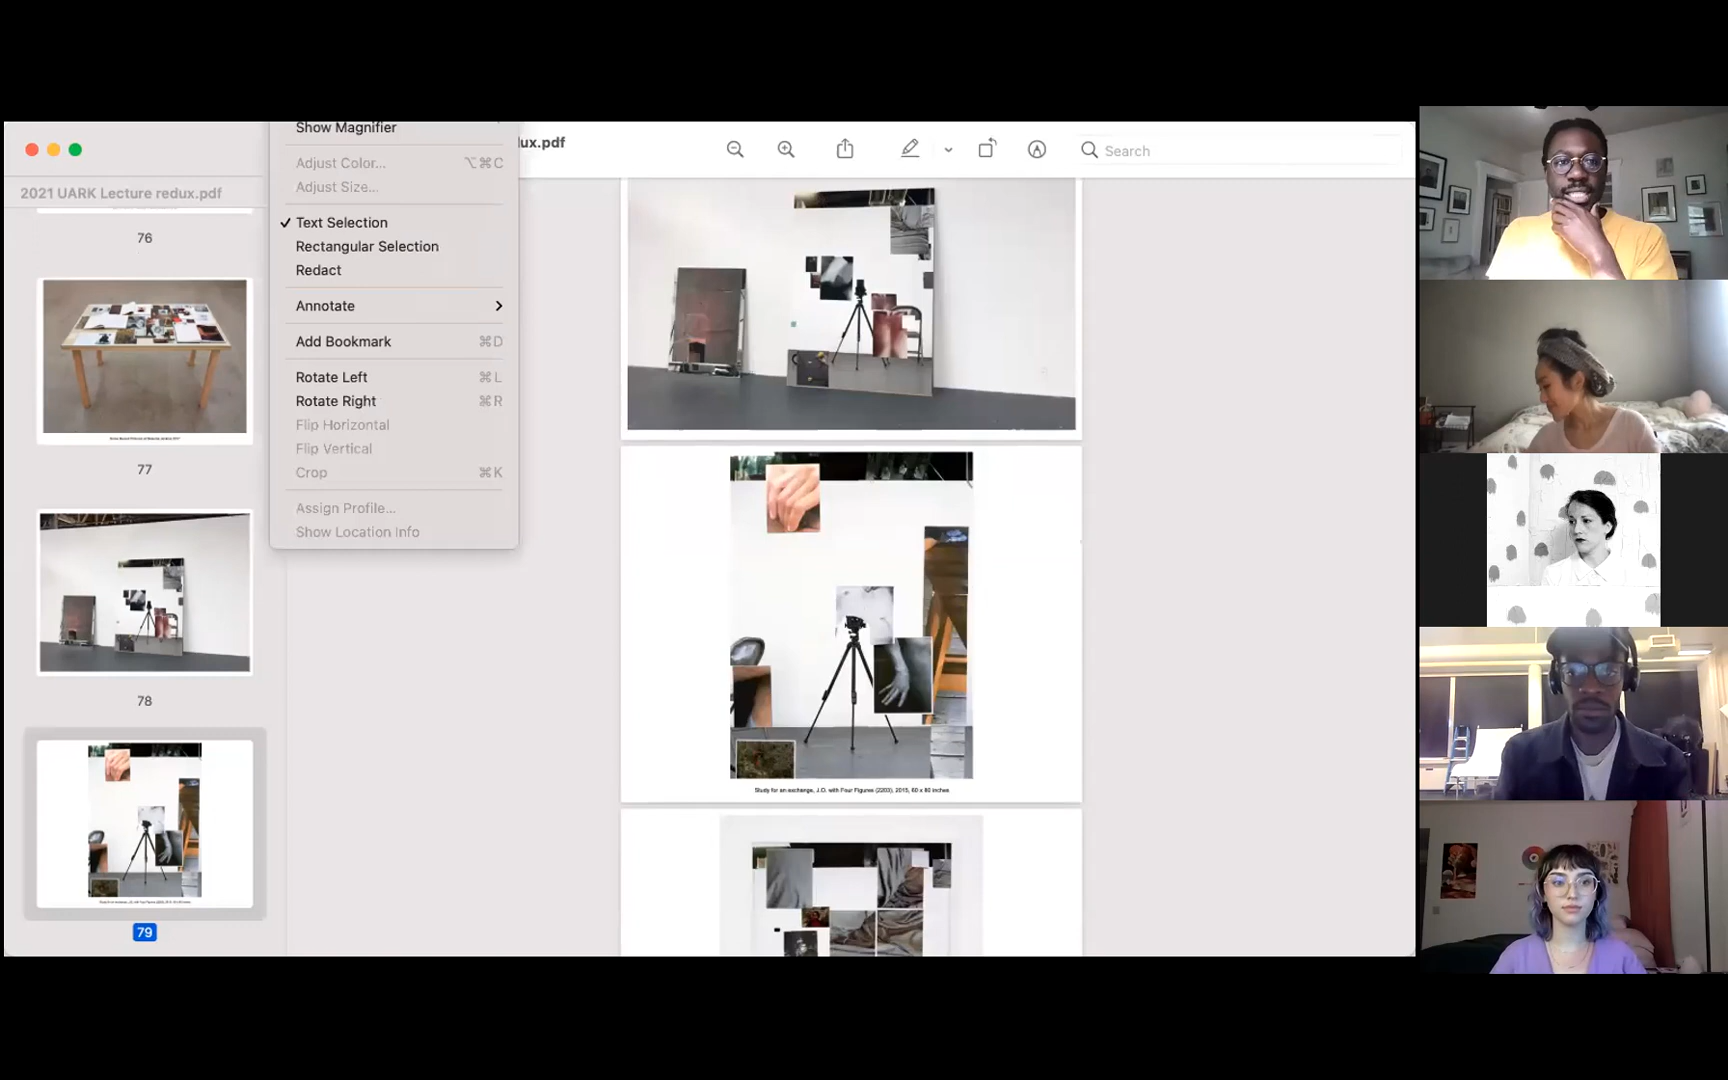 Show Magnifier
Adjust Color... ⌥⌘C
Adjust Size...
✓ Text Selection
Rectangular Selection
Redact
Annotate
Add Bookmark ⌘D
Rotate Left ⌘L
Rotate Right ⌘R
Flip Horizontal
Flip Vertical
Crop ⌘K
Assign Profile...
Show Location Info
lux.pdf
Search
2021 UARK Lecture redux.pdf
76
77
78
79
Study for an exchange, J.O. with Four Figures (2203), 2015, 60 x 80 inches